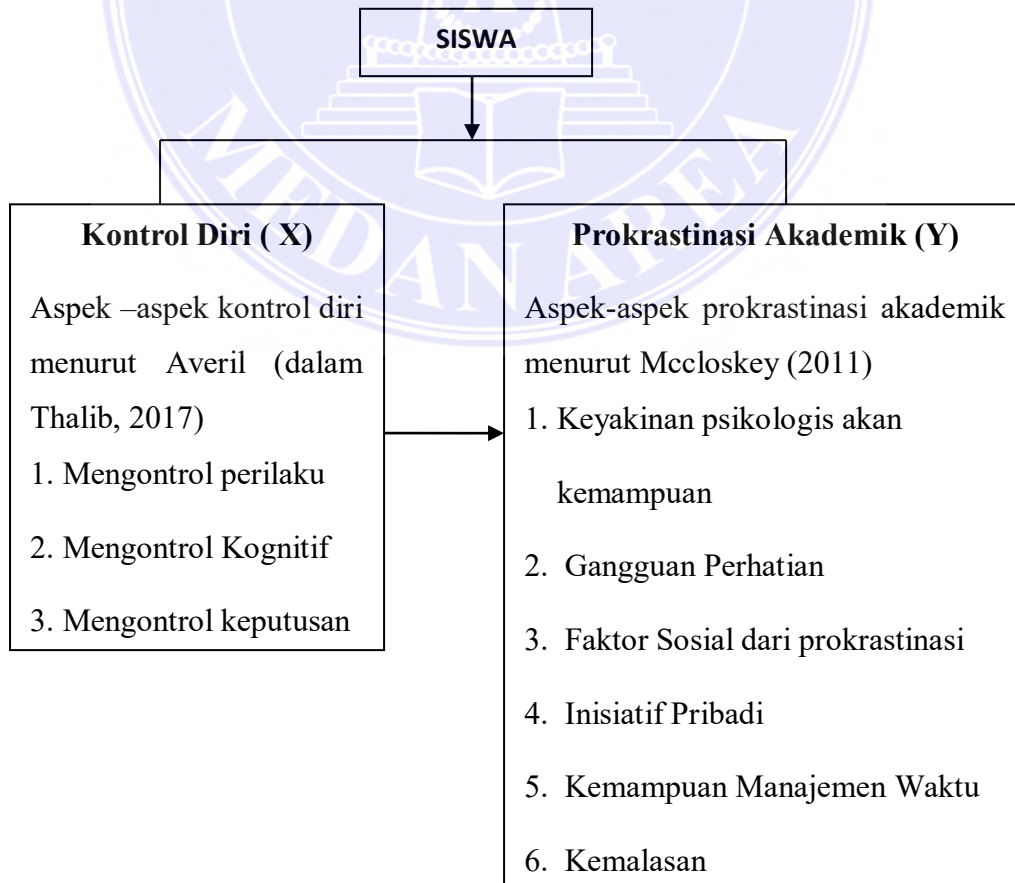 SISWA
MEDAN AREA
Kontrol Diri ( X)
Aspek –aspek kontrol diri
menurut Averil (dalam
Thalib, 2017)
1. Mengontrol perilaku
2. Mengontrol Kognitif
3. Mengontrol keputusan
Prokrastinasi Akademik (Y)
Aspek-aspek prokrastinasi akademik
menurut Mccloskey (2011)
1. Keyakinan psikologis akan
kemampuan
2. Gangguan Perhatian
3. Faktor Sosial dari prokrastinasi
4. Inisiatif Pribadi
5. Kemampuan Manajemen Waktu
6. Kemalasan